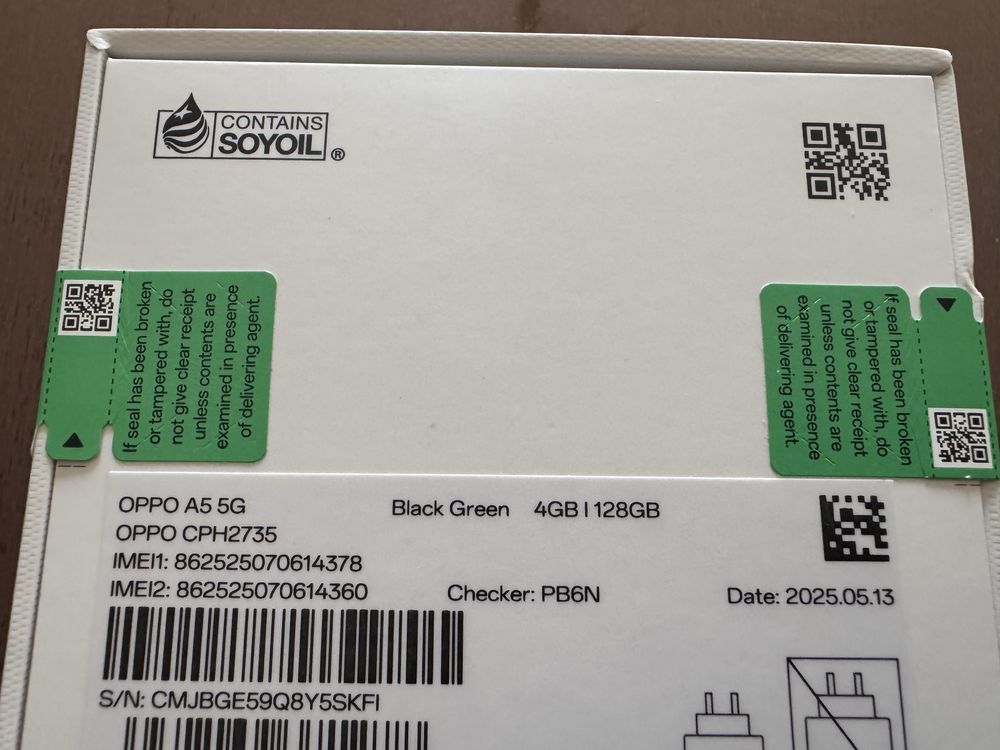 CONTAINS
SOYOIL ®
If seal has been broken
or tampered with, do
not give clear receipt
unless contents are
examined in presence
of delivering agent.
If seal has been broken
or tampered with, do
not give clear receipt
unless contents are
examined in presence
of delivering agent.
OPPO A5 5G
Black Green 4GB | 128GB
OPPO CPH2735
IMEI1: 862525070614378
IMEI2: 862525070614360
Checker: PB6N
Date: 2025.05.13
S/N: CMJBGE59Q8Y5SKFI